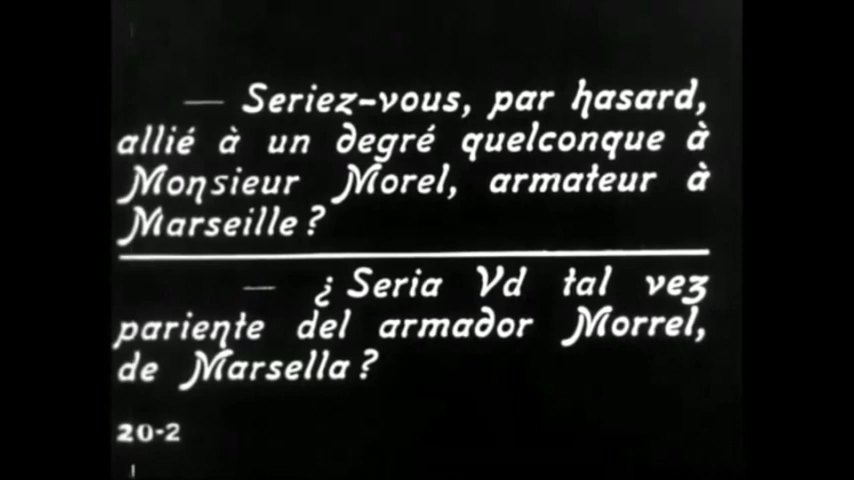 — Seriez-vous, par hasard,
allié à un degré quelconque à
Monsieur Morel, armateur à
Marseille?
— ¿Seria Vd tal vez
pariente del armador Morrel,
de Marsella?
20-2